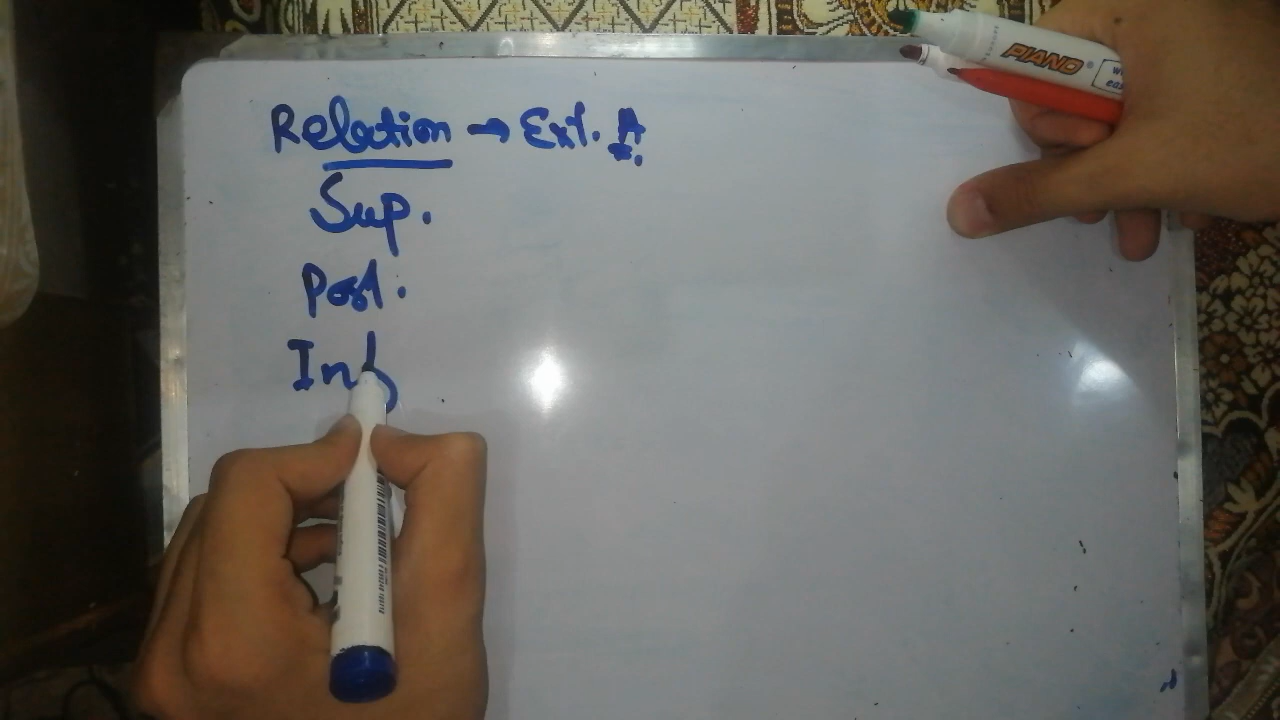 Relation → Ext. A.
Sup.
Post.
Inf
PIANO